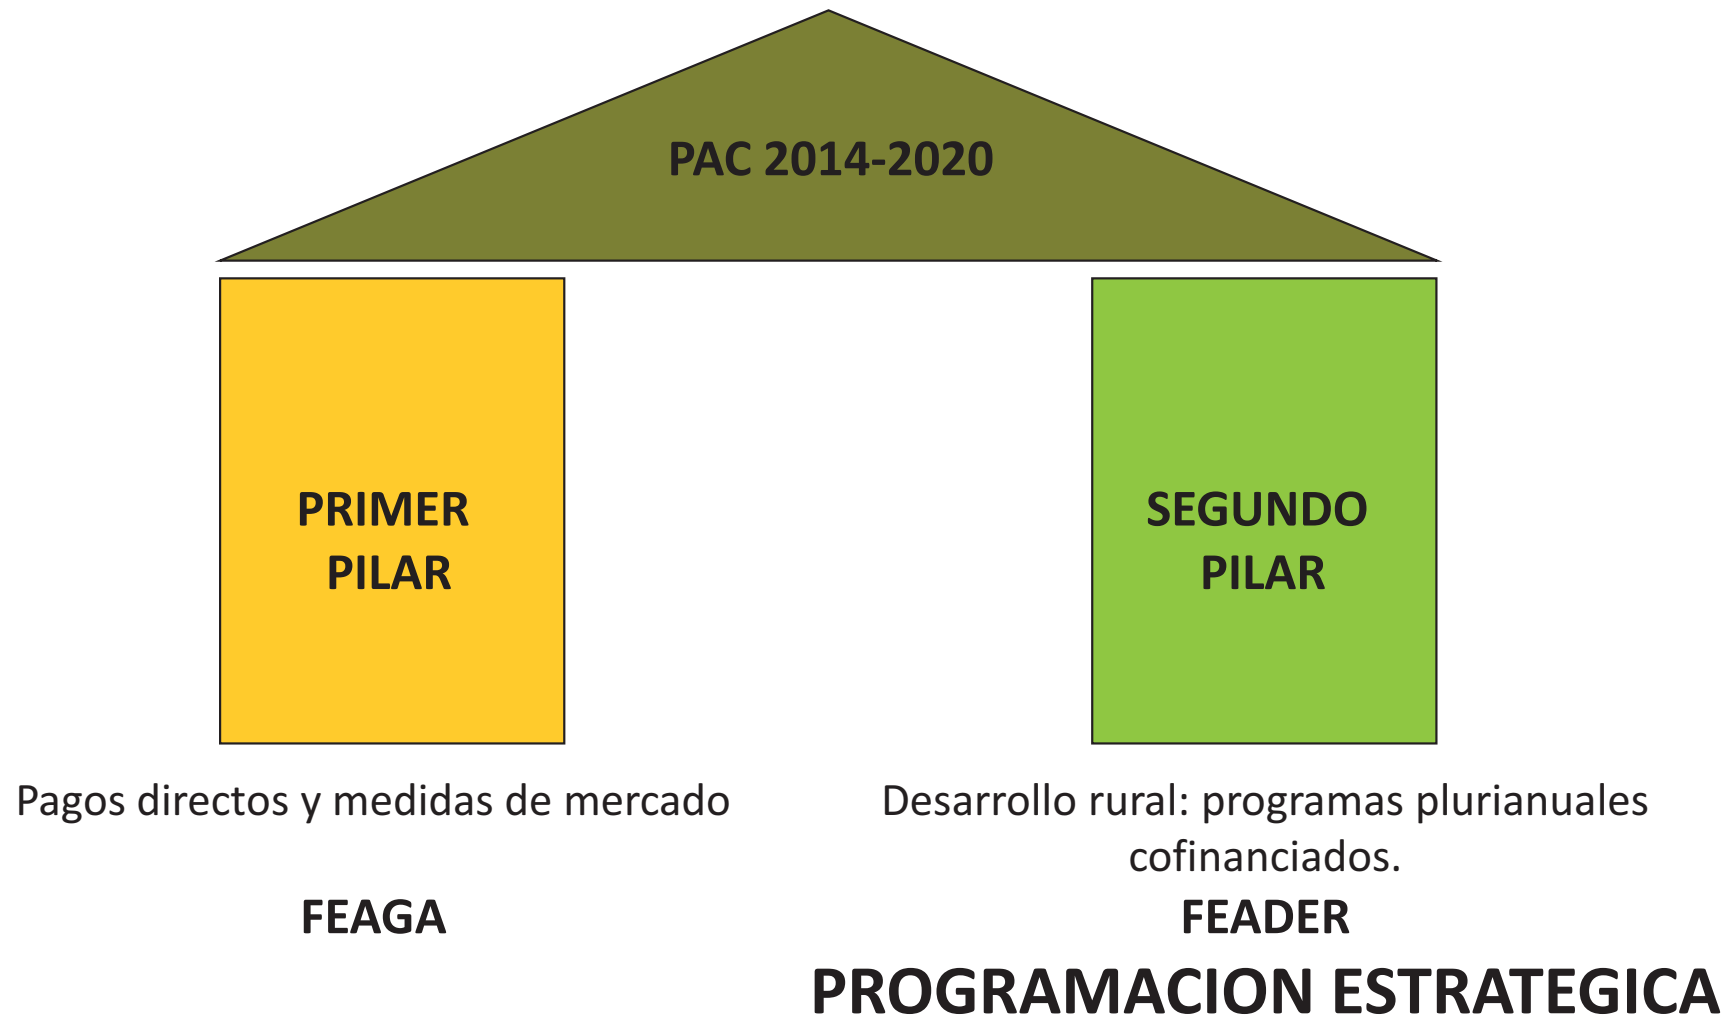 PAC 2014-2020
PRIMER
PILAR
SEGUNDO
PILAR
Pagos directos y medidas de mercado
FEAGA
Desarrollo rural: programas plurianuales
cofinanciados.
FEADER
PROGRAMACION ESTRATEGICA